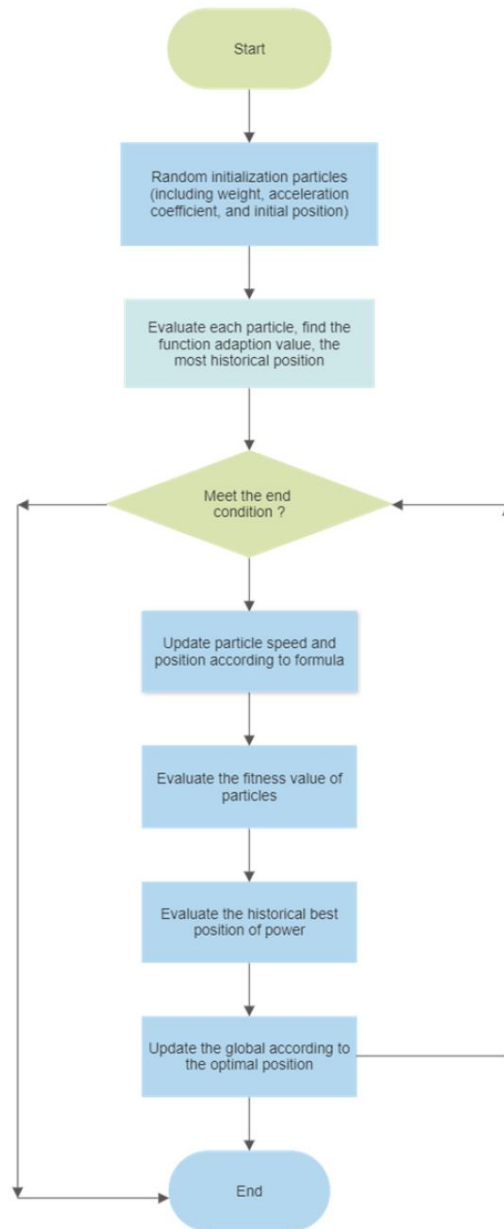 Start
Random initialization particles
(including weight, acceleration
coefficient, and initial position)
Evaluate each particle, find the
function adaption value, the
most historical position
Meet the end
condition ?
Update particle speed and
position according to formula
Evaluate the fitness value of
particles
Evaluate the historical best
position of power
Update the global according to
the optimal position
End